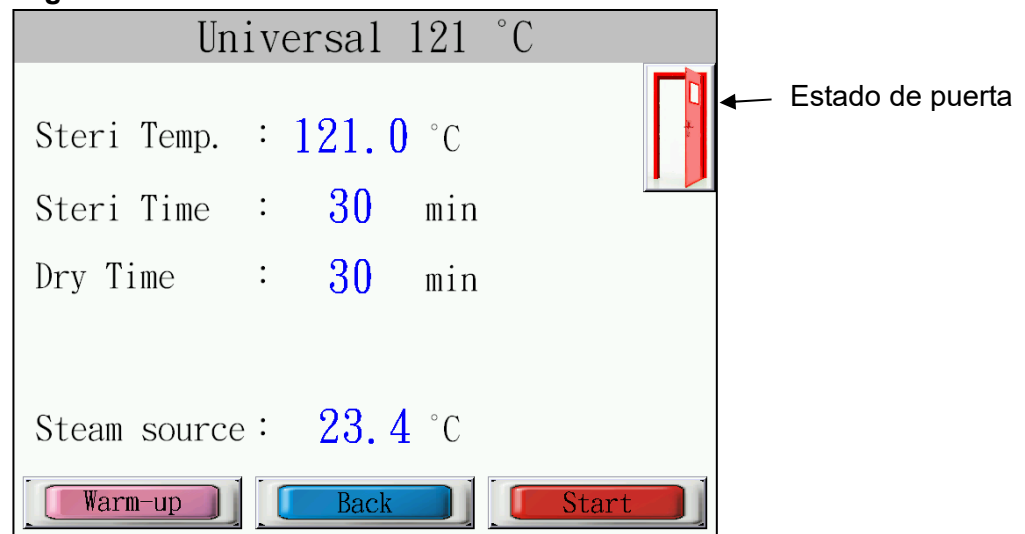 Universal 121 °C
Estado de puerta
Steri Temp. : 121.0 °C
Steri Time : 30 min
Dry Time : 30 min
Steam source : 23.4 °C
Warm-up Back Start